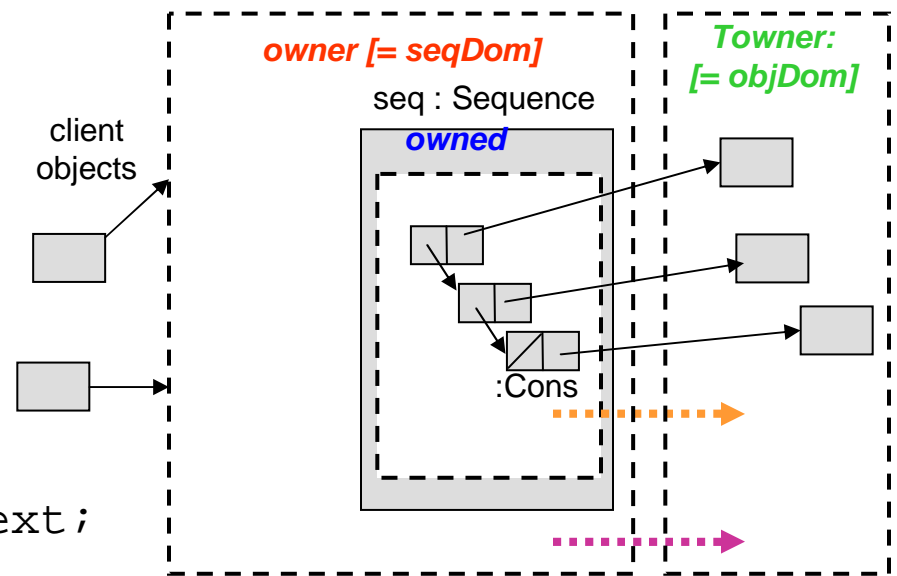 owner [= seqDom]
Towner:
[= objDom]
seq : Sequence
owned
client
objects
:Cons
ext;